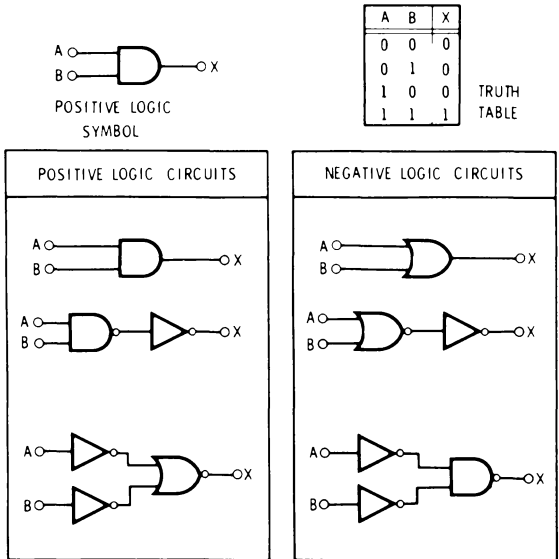 A
B
X
POSITIVE LOGIC
SYMBOL
A B X
0 0 0
0 1 0
1 0 0
1 1 1
TRUTH
TABLE
POSITIVE LOGIC CIRCUITS
A
B
X
A
B
X
A
B
X
NEGATIVE LOGIC CIRCUITS
A
B
X
A
B
X
A
B
X